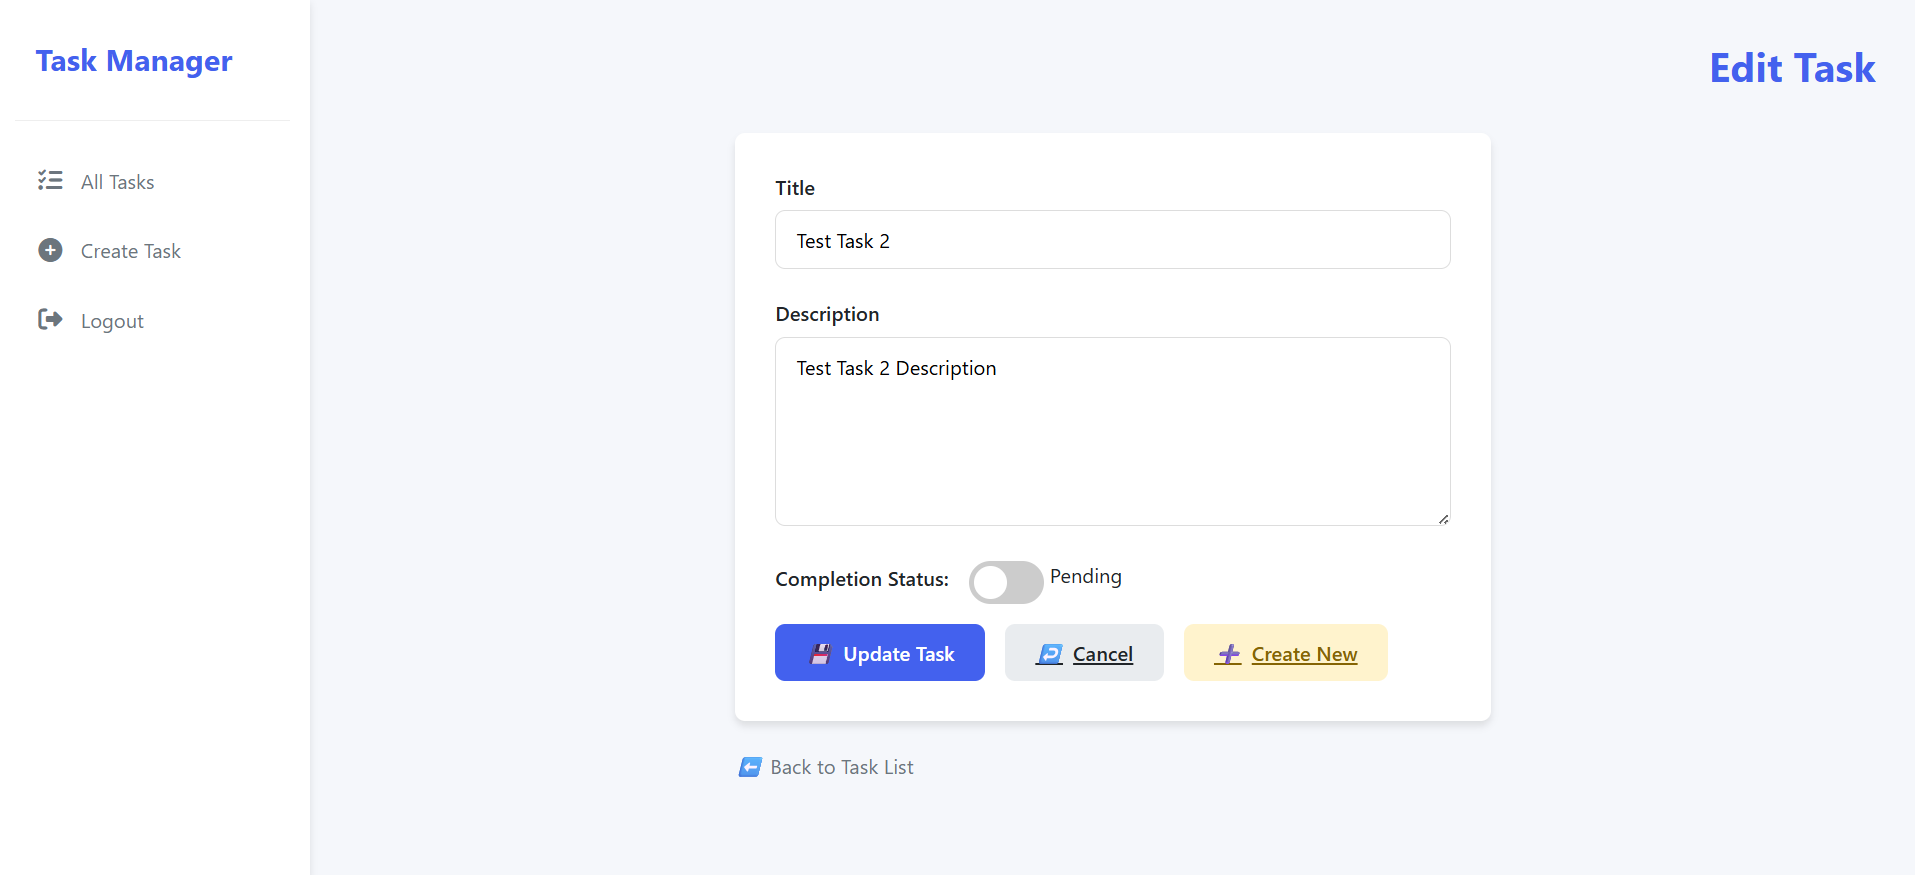 Task Manager
All Tasks
Create Task
Logout
Edit Task
Title
Test Task 2
Description
Test Task 2 Description
Completion Status: Pending
Update Task Cancel Create New
Back to Task List